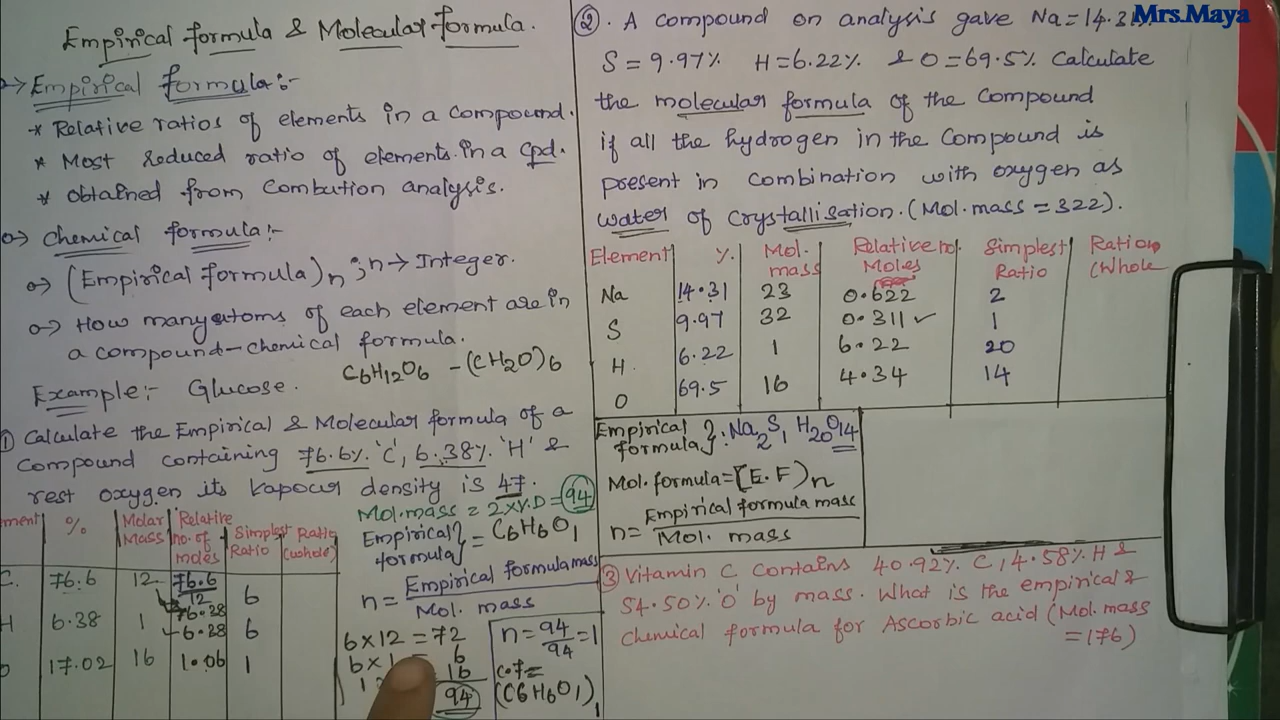 Empirical formula & Molecular formula.
Empirical formula:-
* Relative ratios of elements in a compound.
* Most reduced ratio of elements in a cpd.
* Obtained from Combution analysis.
Chemical formula:-
(Empirical formula)n ; n → Integer.
How many atoms of each element are in
a compound - chemical formula.
Example:- Glucose. C6H12O6 - (CH2O)6
① Calculate the Empirical & Molecular formula of a
compound containing 76.6% 'C', 6.38% 'H' &
rest oxygen its vapour density is 47.
Mol. mass = 2 x V.D = 94
% Molar Mass Relative no. of moles Simplest Ratio Ratio (whole)
C. 76.6 12 76.6/12 6
H 6.38 1 6.38 6
17.02 16 1.06 1
Empirical formula} = C6H6O1
n = Empirical formula mass / Mol. mass
6 x 12 = 72
6 x 1 = 6
16
94
n = 94/94 = 1
(C6H6O1)1
Mrs.Maya
② . A compound on analysis gave Na = 14.31
S = 9.97% H = 6.22% & O = 69.5% Calculate
the molecular formula of the compound
if all the hydrogen in the compound is
present in combination with oxygen as
water of crystallisation. (Mol. mass = 322).
Element % Mol. mass Relative no. Moles Simplest Ratio Ratio (Whole
Na 14.31 23 0.622 2
S 9.97 32 0.311 ✓ 1
H. 6.22 1 6.22 20
O 69.5 16 4.34 14
Empirical formula} : Na2S1H20O14
Mol. formula = [E.F)n
n = Empirical formula mass / Mol. mass
③ Vitamin C contains 40.92% C, 4.58% H &
54.50% 'O' by mass. What is the empirical &
chemical formula for Ascorbic acid (Mol. mass
= 176)